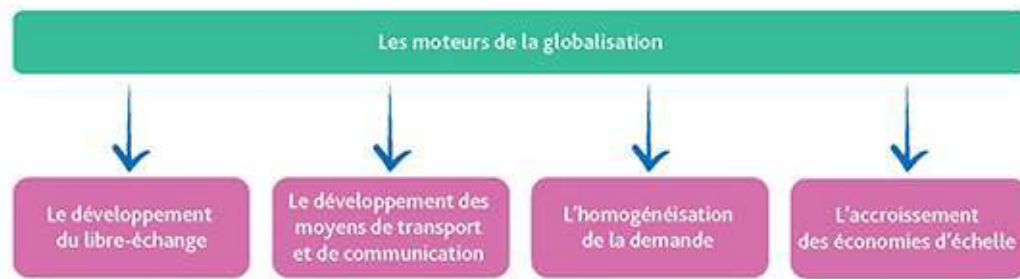 Les moteurs de la globalisation
Le développement
du libre-échange
Le développement des
moyens de transport
et de communication
L'homogénéisation
de la demande
L'accroissement
des économies d'échelle